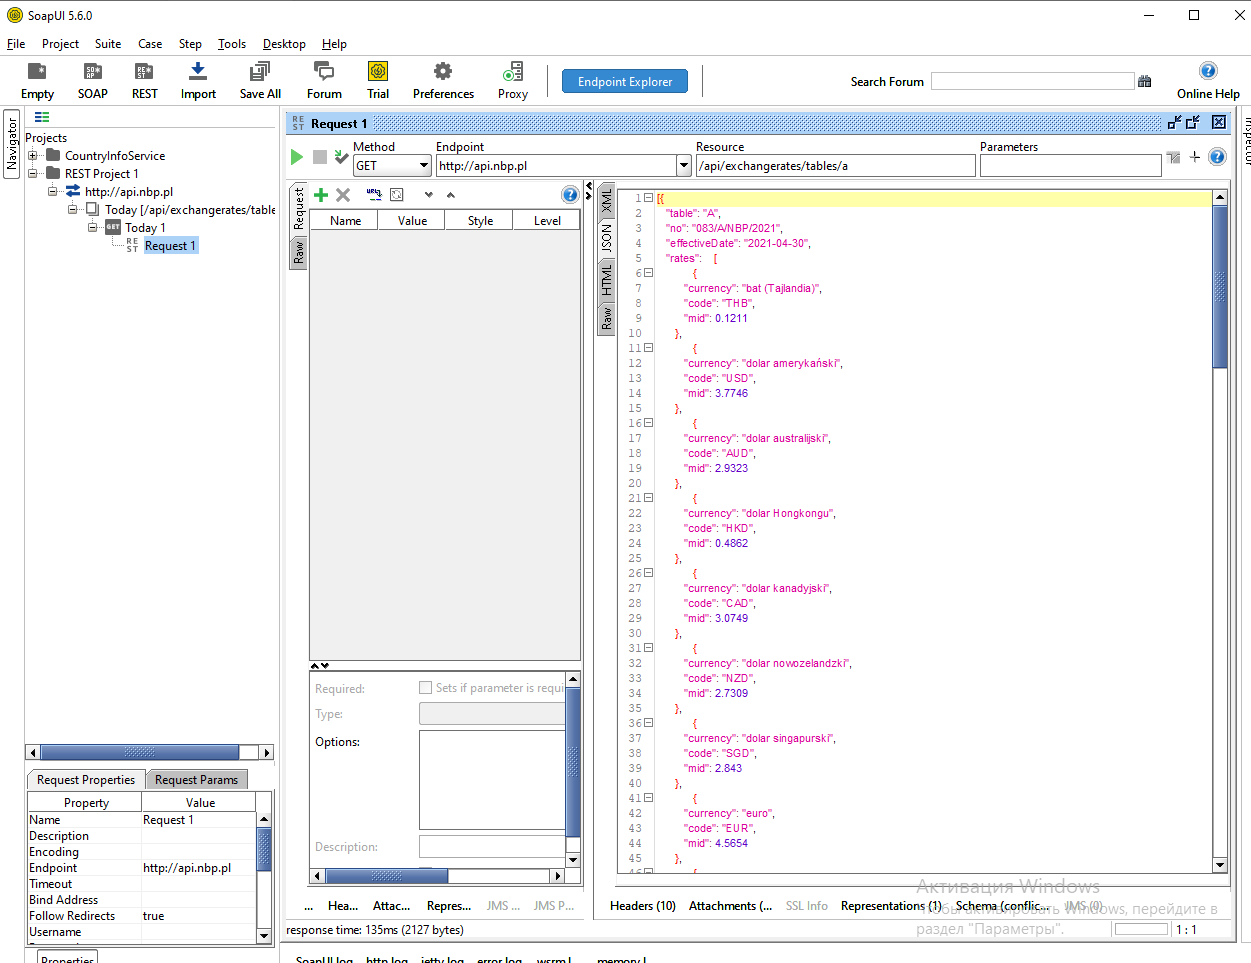 SoapUI 5.6.0
File Project Suite Case Step Tools Desktop Help
Empty SOAP REST Import Save All Forum Trial Preferences Proxy Endpoint Explorer Search Forum Online Help
Navigator
Projects
CountryInfoService
REST Project 1
http://api.nbp.pl
Today [/api/exchangerates/table
Today 1
Request 1
Request Properties Request Params
Property Value
Name Request 1
Description
Encoding
Endpoint http://api.nbp.pl
Timeout
Bind Address
Follow Redirects true
Username
Properties
Request 1
Method Endpoint Resource Parameters
GET http://api.nbp.pl /api/exchangerates/tables/a
Request
Raw
Name Value Style Level
Required: Sets if parameter is requi
Type:
Options:
Description:
... Hea... Attac... Repres... JMS ... JMS P...
XML
JSON
HTML
Raw
1 [{
2 "table": "A",
3 "no": "083/A/NBP/2021",
4 "effectiveDate": "2021-04-30",
5 "rates": [
6 {
7 "currency": "bat (Tajlandia)",
8 "code": "THB",
9 "mid": 0.1211
10 },
11 {
12 "currency": "dolar amerykański",
13 "code": "USD",
14 "mid": 3.7746
15 },
16 {
17 "currency": "dolar australijski",
18 "code": "AUD",
19 "mid": 2.9323
20 },
21 {
22 "currency": "dolar Hongkongu",
23 "code": "HKD",
24 "mid": 0.4862
25 },
26 {
27 "currency": "dolar kanadyjski",
28 "code": "CAD",
29 "mid": 3.0749
30 },
31 {
32 "currency": "dolar nowozelandzki",
33 "code": "NZD",
34 "mid": 2.7309
35 },
36 {
37 "currency": "dolar singapurski",
38 "code": "SGD",
39 "mid": 2.843
40 },
41 {
42 "currency": "euro",
43 "code": "EUR",
44 "mid": 4.5654
45 },
46 {
Headers (10) Attachments (... SSL Info Representations (1) Schema (conflic... JMS (0)
Активация Windows
Чтобы активировать Windows, перейдите в
раздел "Параметры".
response time: 135ms (2127 bytes) 1 : 1
SoapUI log http log jetty log error log wsrm l memory l
Inspector